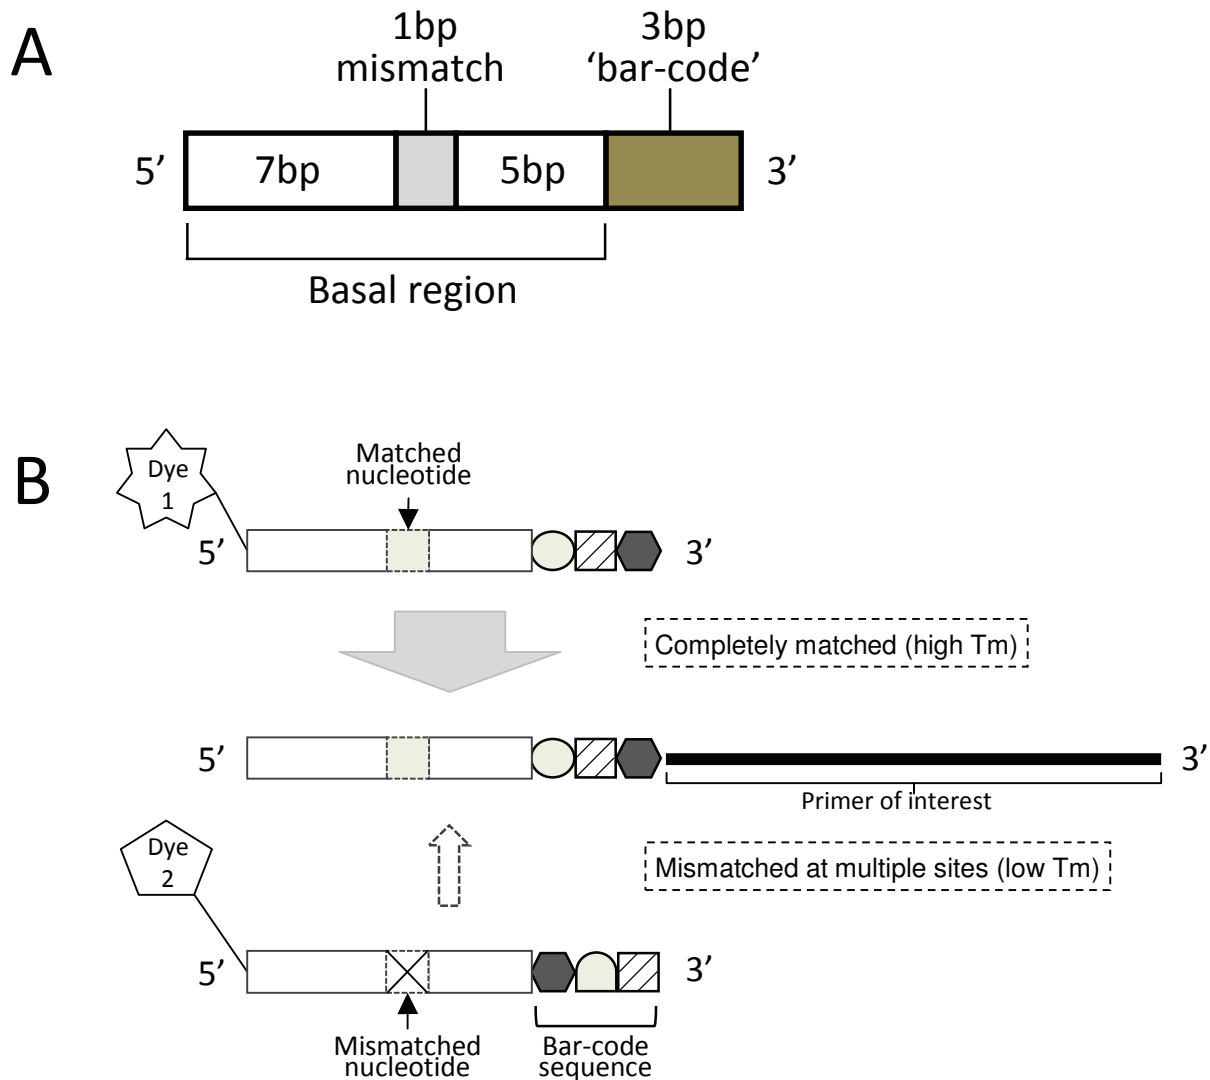 A
1bp
mismatch
3bp
‘bar-code’
5’
7bp
5bp
3’
Basal region
B
Dye
1
Matched
nucleotide
5’
3’
Completely matched (high Tm)
5’
3’
Primer of interest
Dye
2
Mismatched at multiple sites (low Tm)
5’
3’
Mismatched
nucleotide
Bar-code
sequence